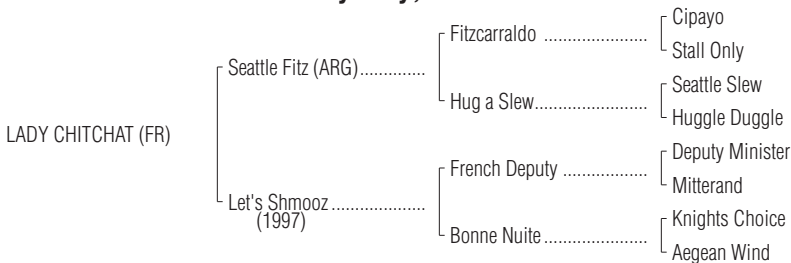 Cipayo
Fitzcarraldo ......................
Stall Only
Seattle Fitz (ARG)..............
Seattle Slew
Hug a Slew........................
Huggle Duggle
LADY CHITCHAT (FR)
Deputy Minister
French Deputy ..................
Mitterand
Let's Shmooz ....................
(1997)
Knights Choice
Bonne Nuite......................
Aegean Wind